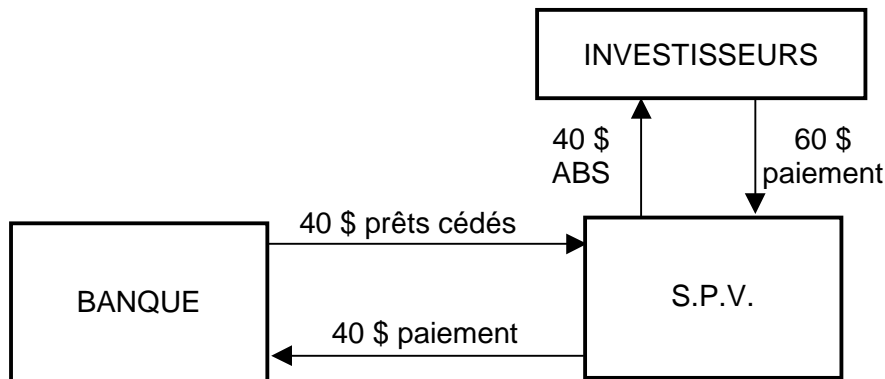 INVESTISSEURS
40 $
ABS
60 $
paiement
40 $ prêts cédés
BANQUE
S.P.V.
40 $ paiement